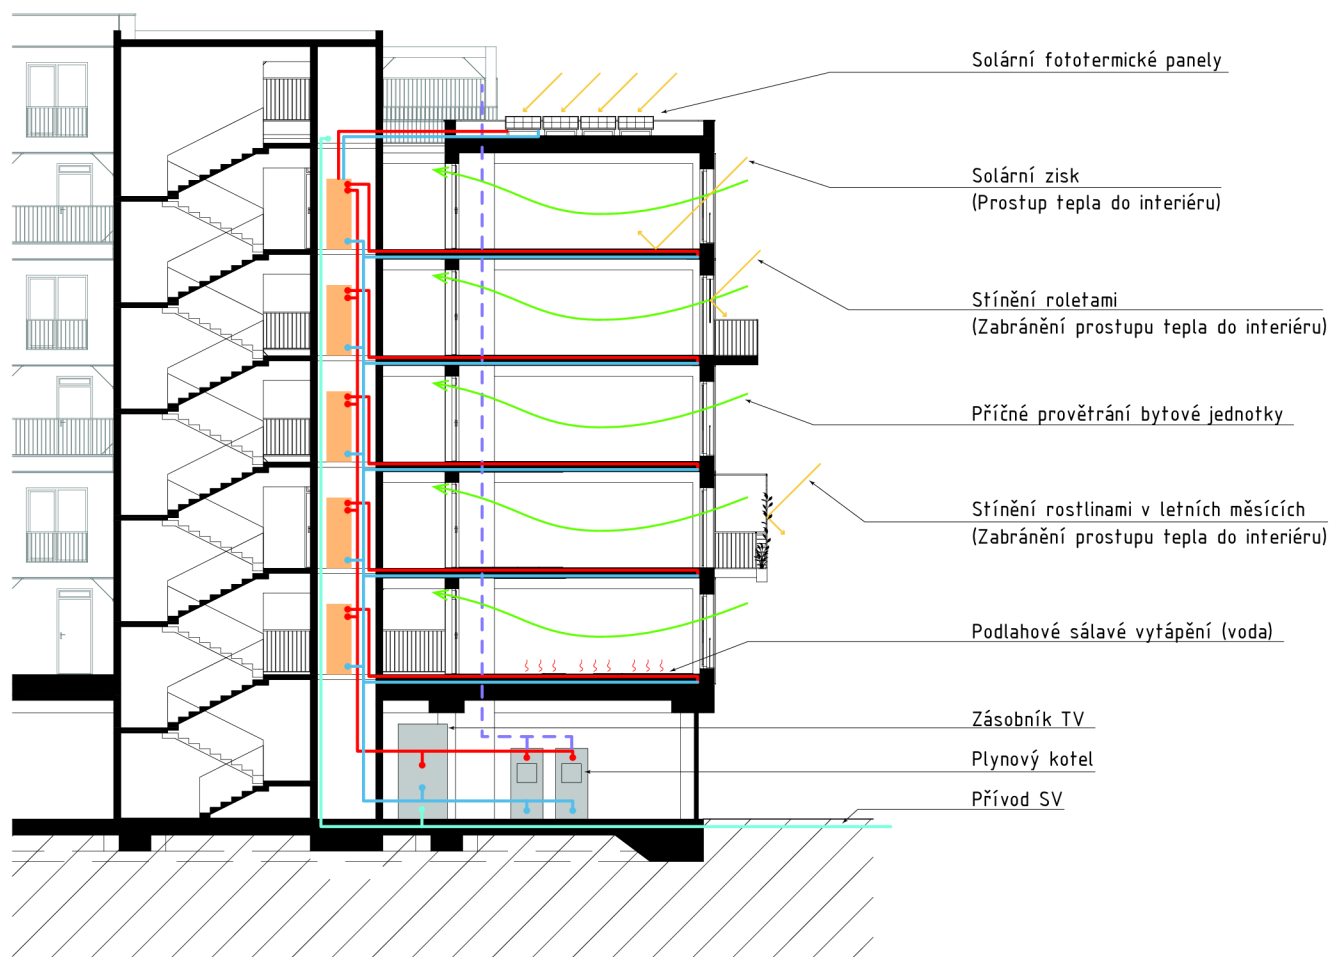 Solární fototermické panely
Solární zisk
(Prostup tepla do interiéru)
Stínění roletami
(Zabránění prostupu tepla do interiéru)
Příčné provětrání bytové jednotky
Stínění rostlinami v letních měsících
(Zabránění prostupu tepla do interiéru)
Podlahové sálavé vytápění (voda)
Zásobník TV
Plynový kotel
Přívod SV